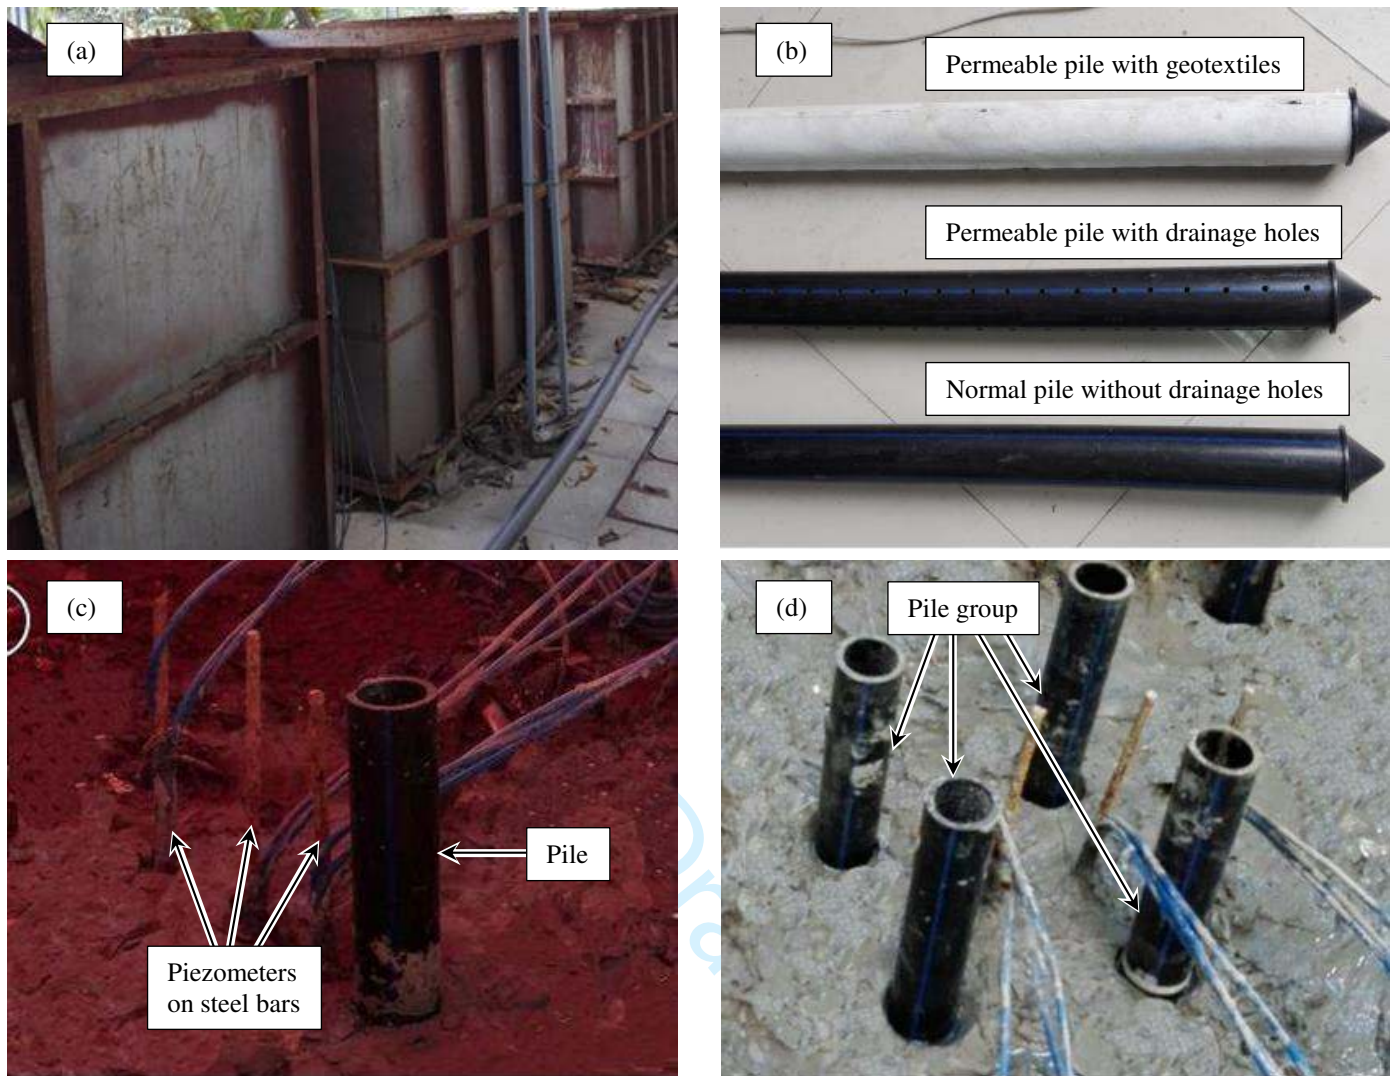 (a)
(b)
Permeable pile with geotextiles
Permeable pile with drainage holes
Normal pile without drainage holes
(c)
Pile
Piezometers
on steel bars
(d)
Pile group